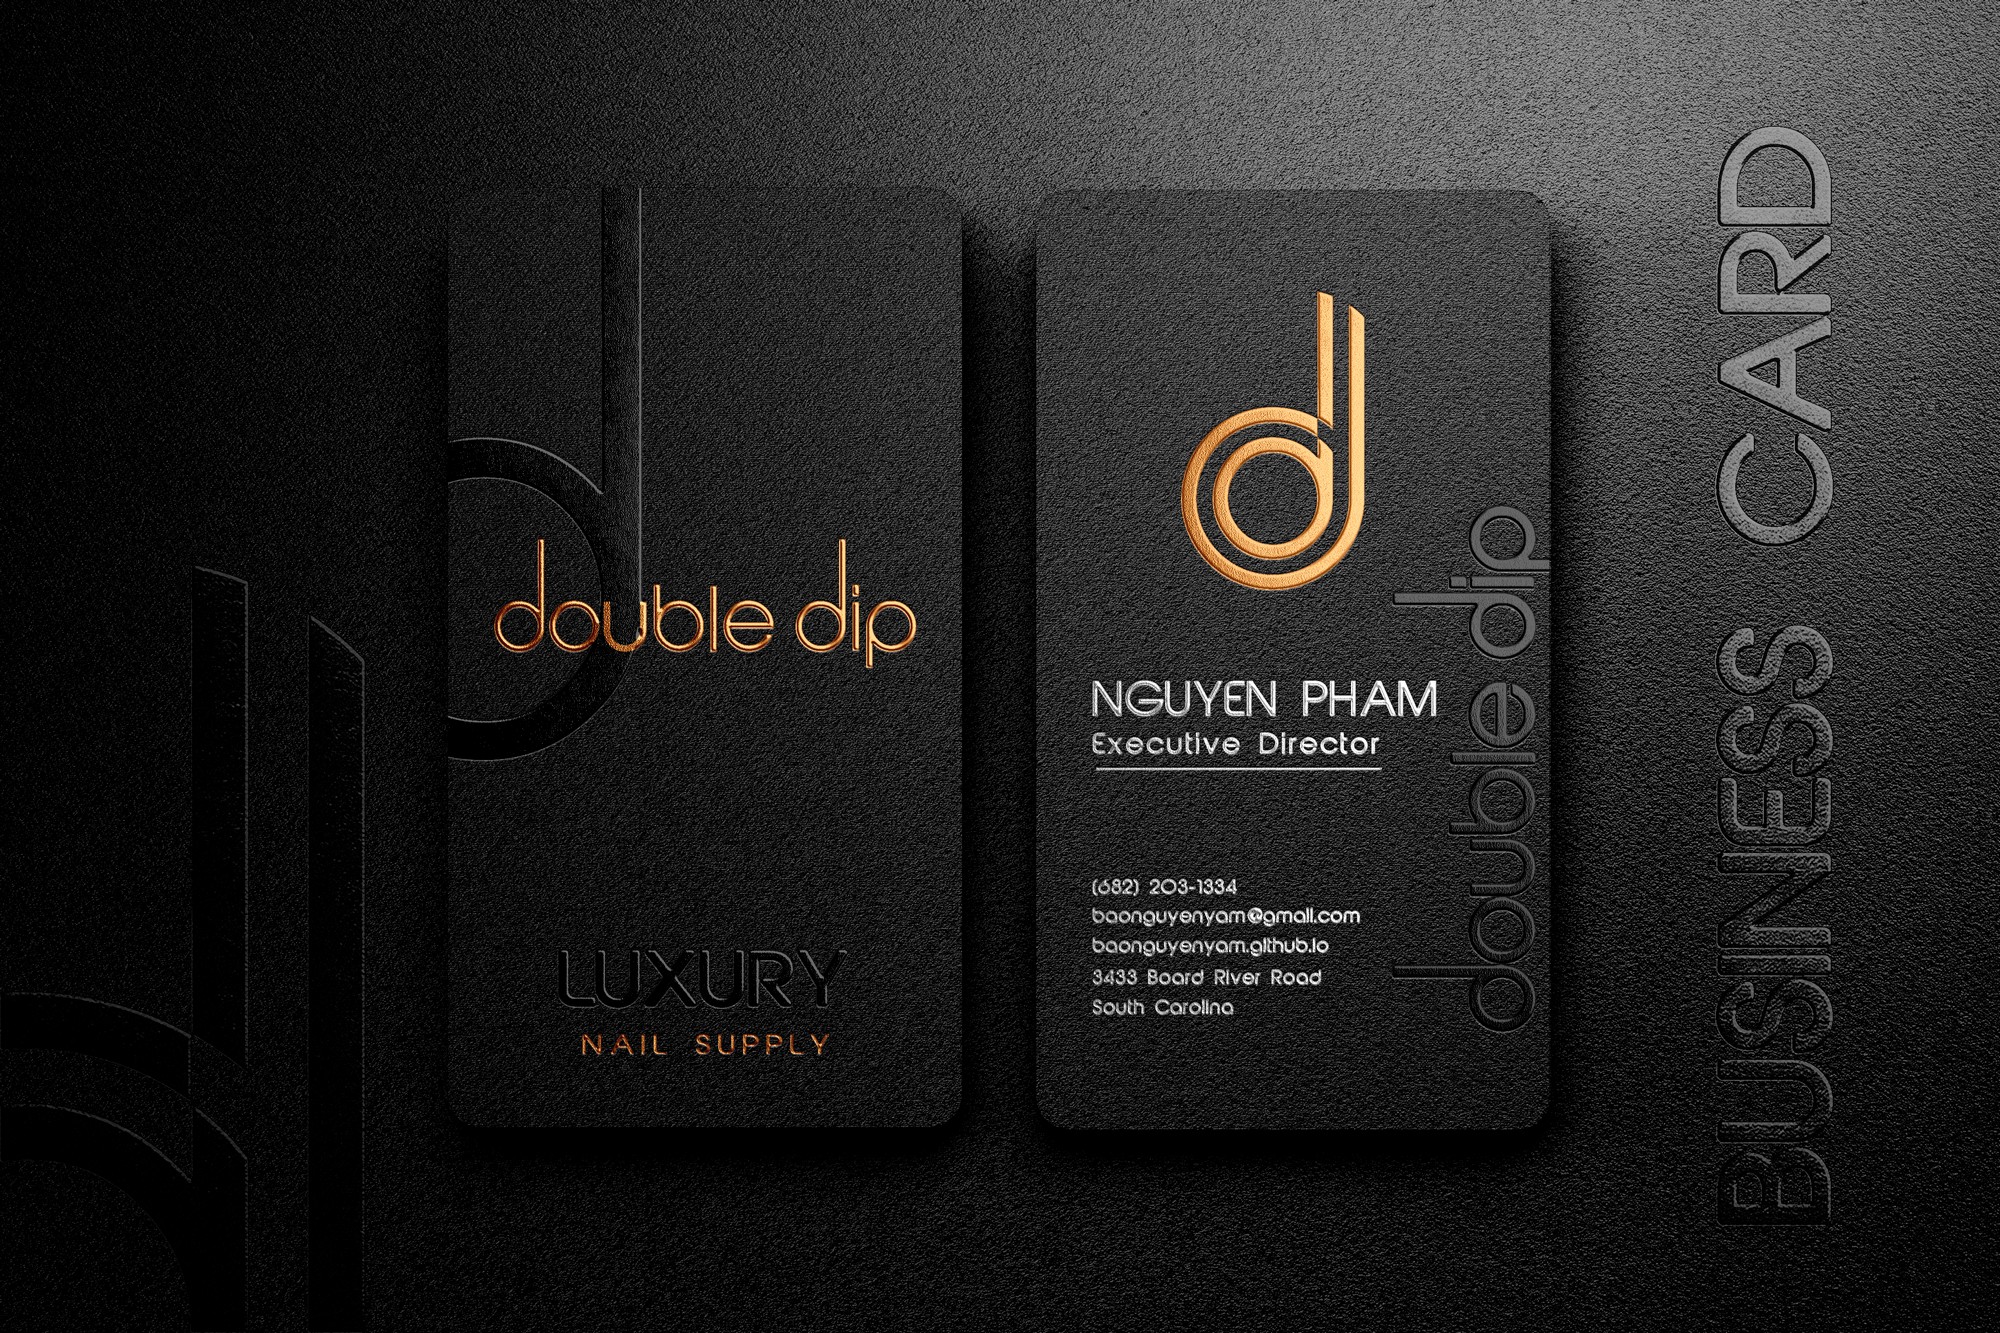 double dip
LUXURY
NAIL SUPPLY
NGUYEN PHAM
Executive Director
(682) 203-1334
baonguyenyam@gmail.com
baonguyenyam.github.io
3433 Board River Road
South Carolina
double dip
BUSINESS CARD